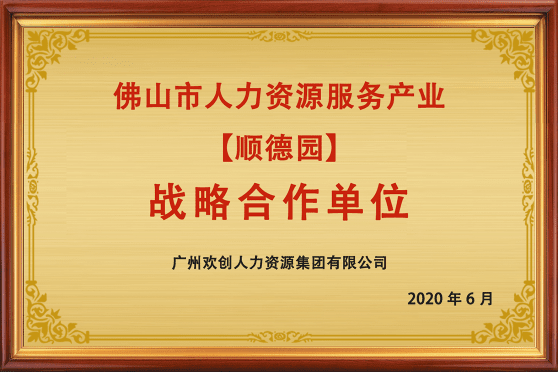 佛山市人力资源服务产业
【顺德园】
战略合作单位
广州欢创人力资源集团有限公司
2020 年 6 月